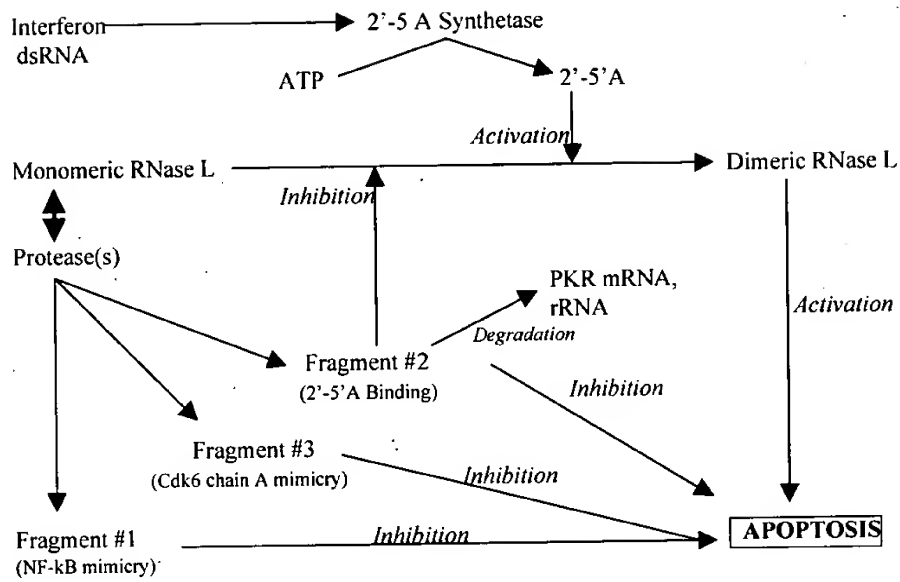 Interferon
dsRNA
2'-5 A Synthetase
ATP
2'-5'A
Activation
Monomeric RNase L
Dimeric RNase L
Inhibition
Protease(s)
PKR mRNA,
rRNA
Degradation
Activation
Fragment #2
(2'-5'A Binding)
Inhibition
Fragment #3
(Cdk6 chain A mimicry)
Inhibition
Fragment #1
(NF-kB mimicry)
Inhibition
APOPTOSIS